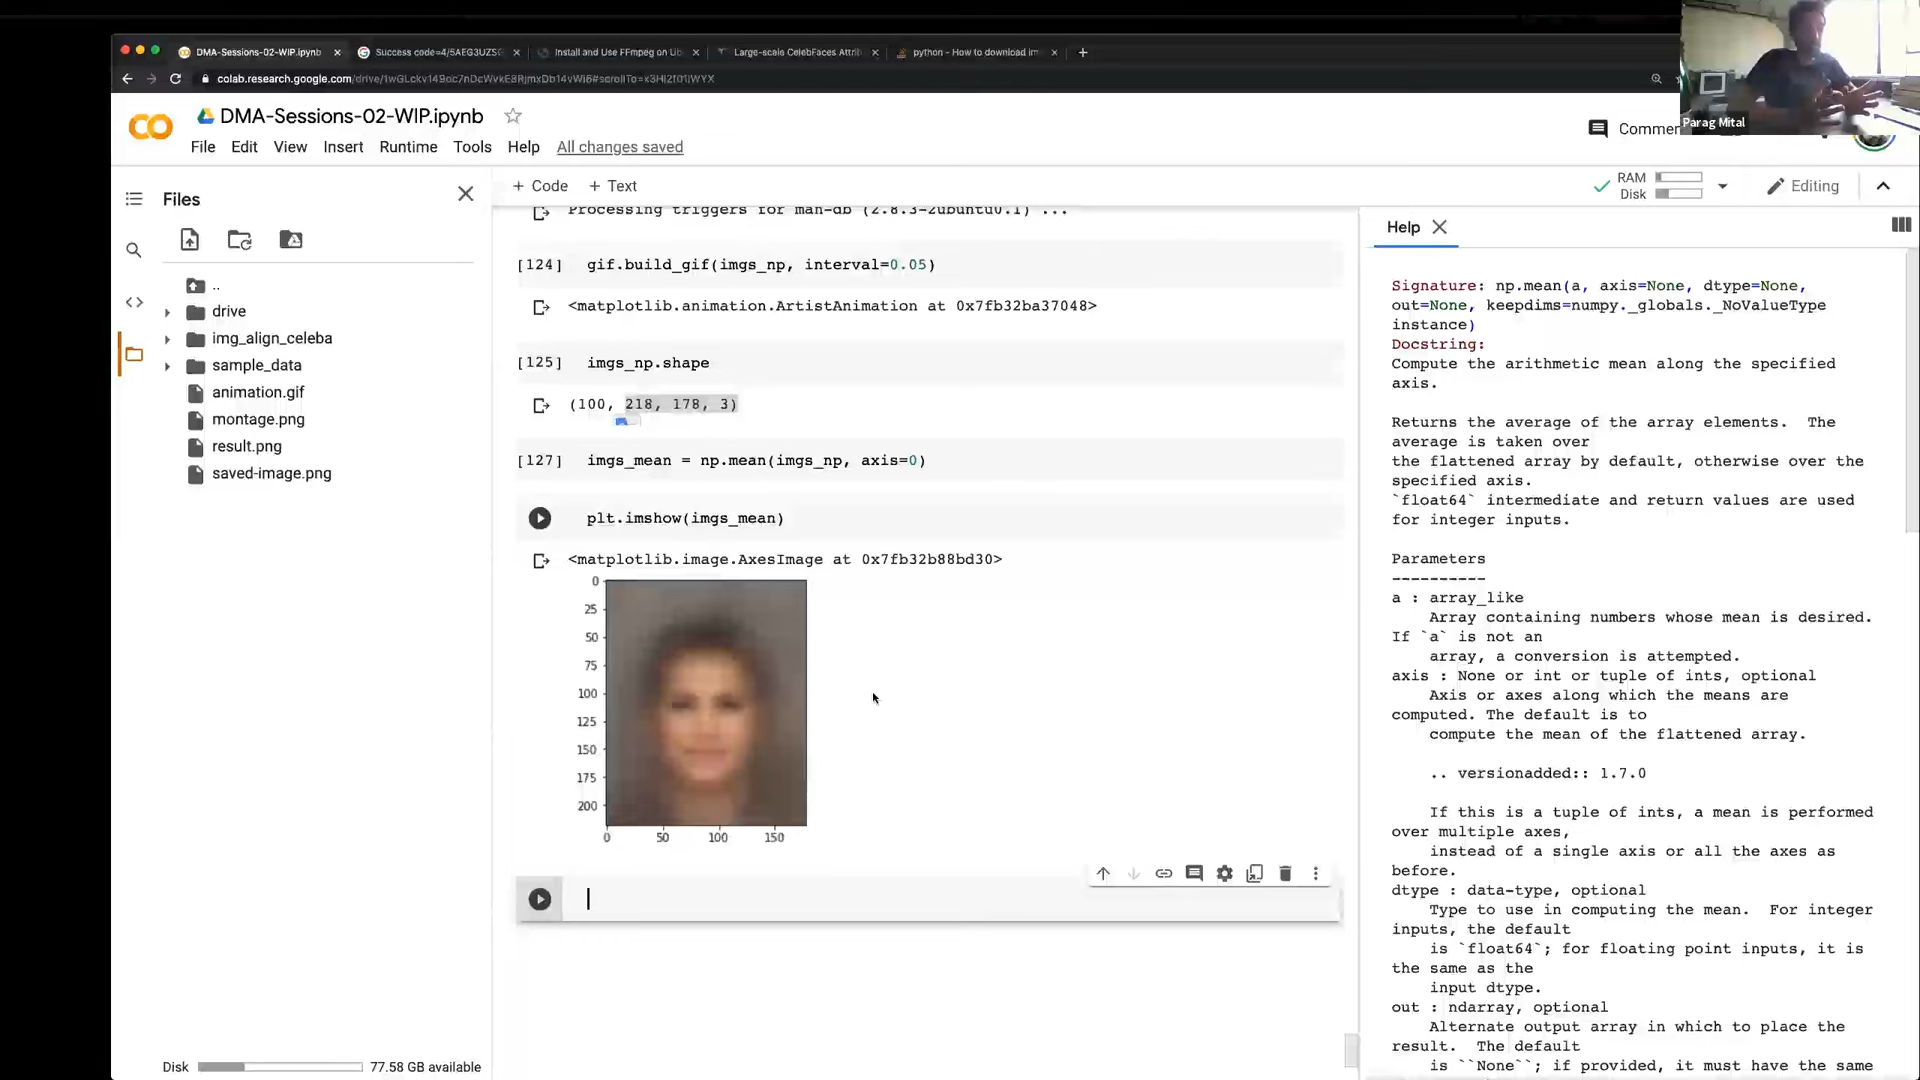 DMA-Sessions-02-WIP.ipynb
Success code=4/5AEG3UZS
Install and Use FFmpeg on Ub
Large-scale CelebFaces Attrib
python - How to download im
colab.research.google.com
Parag Mital
DMA-Sessions-02-WIP.ipynb
Commen
File Edit View Insert Runtime Tools Help All changes saved
Files
+ Code + Text
RAM
Disk
Editing
..
drive
img_align_celeba
sample_data
animation.gif
montage.png
result.png
saved-image.png
Disk 77.58 GB available
Processing triggers for man-db (2.8.3-2ubuntu0.1) ...
[124] gif.build_gif(imgs_np, interval=0.05)
<matplotlib.animation.ArtistAnimation at 0x7fb32ba37048>
[125] imgs_np.shape
(100, 218, 178, 3)
[127] imgs_mean = np.mean(imgs_np, axis=0)
plt.imshow(imgs_mean)
<matplotlib.image.AxesImage at 0x7fb32b88bd30>
0
25
50
75
100
125
150
175
200
0 50 100 150
Help
Signature: np.mean(a, axis=None, dtype=None,
out=None, keepdims=numpy._globals._NoValueType
instance)
Docstring:
Compute the arithmetic mean along the specified
axis.
Returns the average of the array elements. The
average is taken over
the flattened array by default, otherwise over the
specified axis.
`float64` intermediate and return values are used
for integer inputs.
Parameters
----------
a : array_like
Array containing numbers whose mean is desired.
If `a` is not an
array, a conversion is attempted.
axis : None or int or tuple of ints, optional
Axis or axes along which the means are
computed. The default is to
compute the mean of the flattened array.
.. versionadded:: 1.7.0
If this is a tuple of ints, a mean is performed
over multiple axes,
instead of a single axis or all the axes as
before.
dtype : data-type, optional
Type to use in computing the mean. For integer
inputs, the default
is `float64`; for floating point inputs, it is
the same as the
input dtype.
out : ndarray, optional
Alternate output array in which to place the
result. The default
is ``None``; if provided, it must have the same